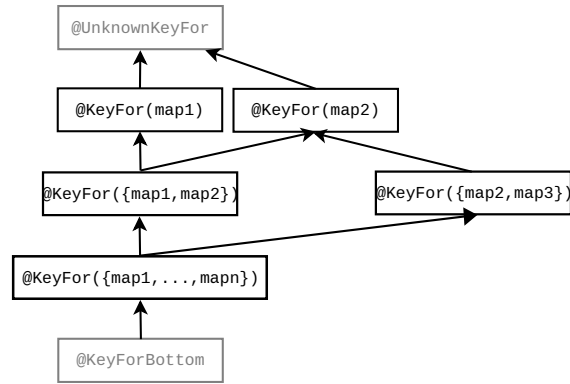 @UnknownKeyFor
@KeyFor(map1)
@KeyFor(map2)
@KeyFor({map1,map2})
@KeyFor({map2,map3})
@KeyFor({map1,...,mapn})
@KeyForBottom